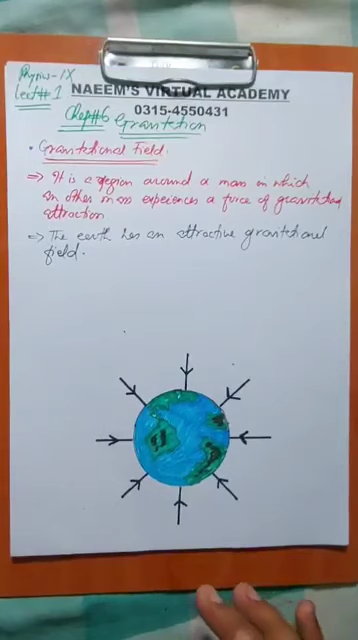 Physics-IX
Lect# 1
NAEEM'S VIRTUAL ACADEMY
0315-4550431
Chap#6 Gravitation
• Gravitational Field.
=> It is a region around a mass in which
an other mass experiences a force of gravitational
attraction
=> The earth has an attractive gravitational
field.